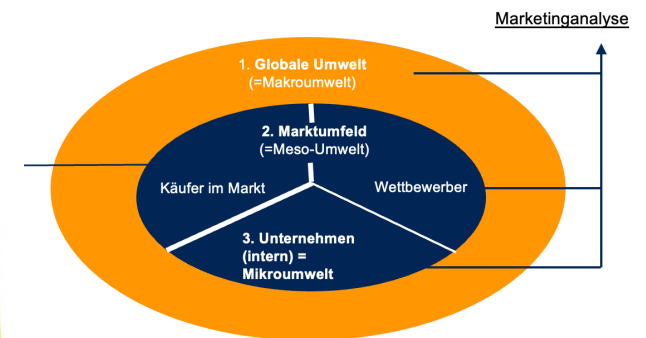 Marketinganalyse
1. Globale Umwelt
(=Makroumwelt)
2. Marktumfeld
(=Meso-Umwelt)
Käufer im Markt
Wettbewerber
3. Unternehmen
(intern) =
Mikroumwelt